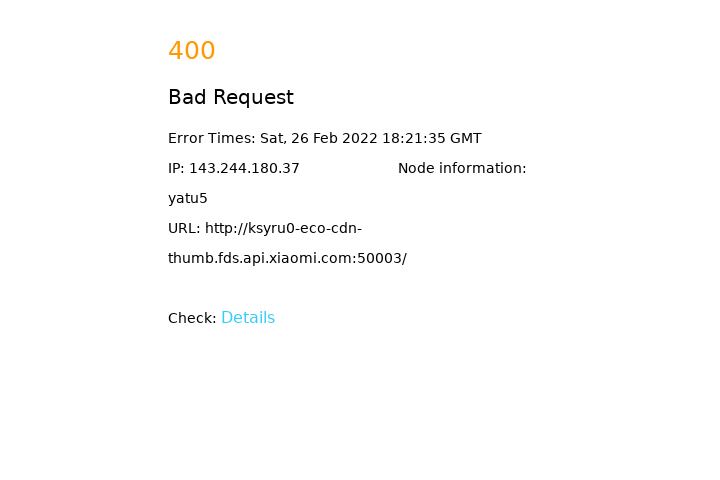 400
Bad Request
Error Times: Sat, 26 Feb 2022 18:21:35 GMT
IP: 143.244.180.37 Node information:
yatu5
URL: http://ksyru0-eco-cdn-
thumb.fds.api.xiaomi.com:50003/
Check: Details